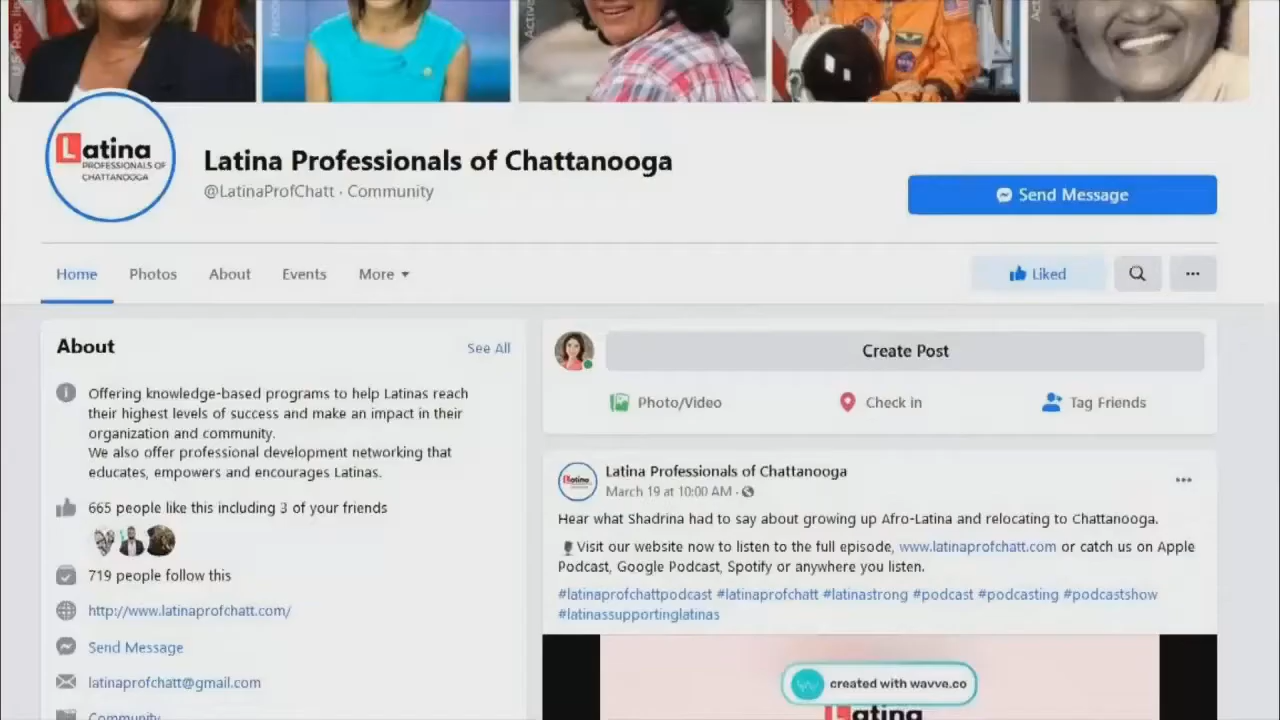 Latina
PROFESSIONALS OF
CHATTANOOGA
Latina Professionals of Chattanooga
@LatinaProfChatt · Community
Send Message
Home
Photos
About
Events
More
Liked
About
See All
Offering knowledge-based programs to help Latinas reach
their highest levels of success and make an impact in their
organization and community.
We also offer professional development networking that
educates, empowers and encourages Latinas.
665 people like this including 3 of your friends
719 people follow this
http://www.latinaprofchatt.com/
Send Message
latinaprofchatt@gmail.com
Community
Create Post
Photo/Video
Check in
Tag Friends
Latina
Latina Professionals of Chattanooga
March 19 at 10:00 AM ·
Hear what Shadrina had to say about growing up Afro-Latina and relocating to Chattanooga.
Visit our website now to listen to the full episode, www.latinaprofchatt.com or catch us on Apple
Podcast, Google Podcast, Spotify or anywhere you listen.
#latinaprofchattpodcast #latinaprofchatt #latinastrong #podcast #podcasting #podcastshow
#latinassupportinglatinas
created with wavve.co
Latina